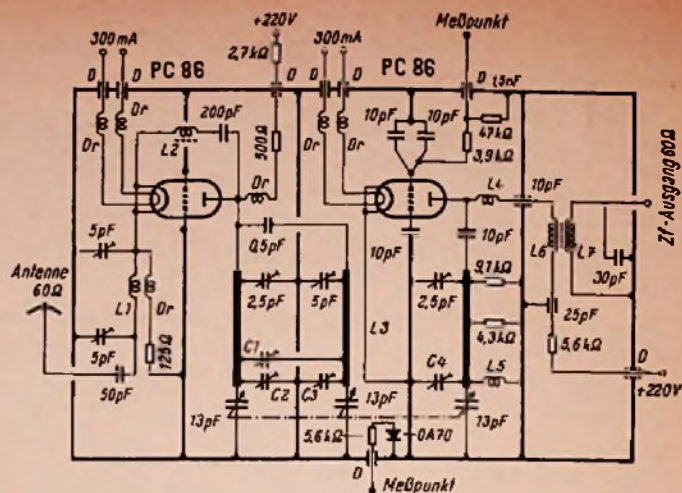 +220V
Meßpunkt
300mA
2,7kΩ
300mA
D
PC 86
D
D
PC 86
D
1,5nF
Dr
Dr
200pF
L2
500Ω
Dr
Dr
10pF
10pF
47kΩ
3,9kΩ
Dr
L4
10pF
Zf-Ausgang 60Ω
5pF
0,5pF
10pF
10pF
L6
L7
Antenne
60Ω
L1
Dr
2,5pF
5pF
L3
2,5pF
9,1kΩ
30pF
25pF
5pF
125Ω
C1
4,3kΩ
5,6kΩ
D
50pF
C2
C3
C4
L5
+220V
13pF
13pF
13pF
5,6kΩ
OA70
D
Meßpunkt